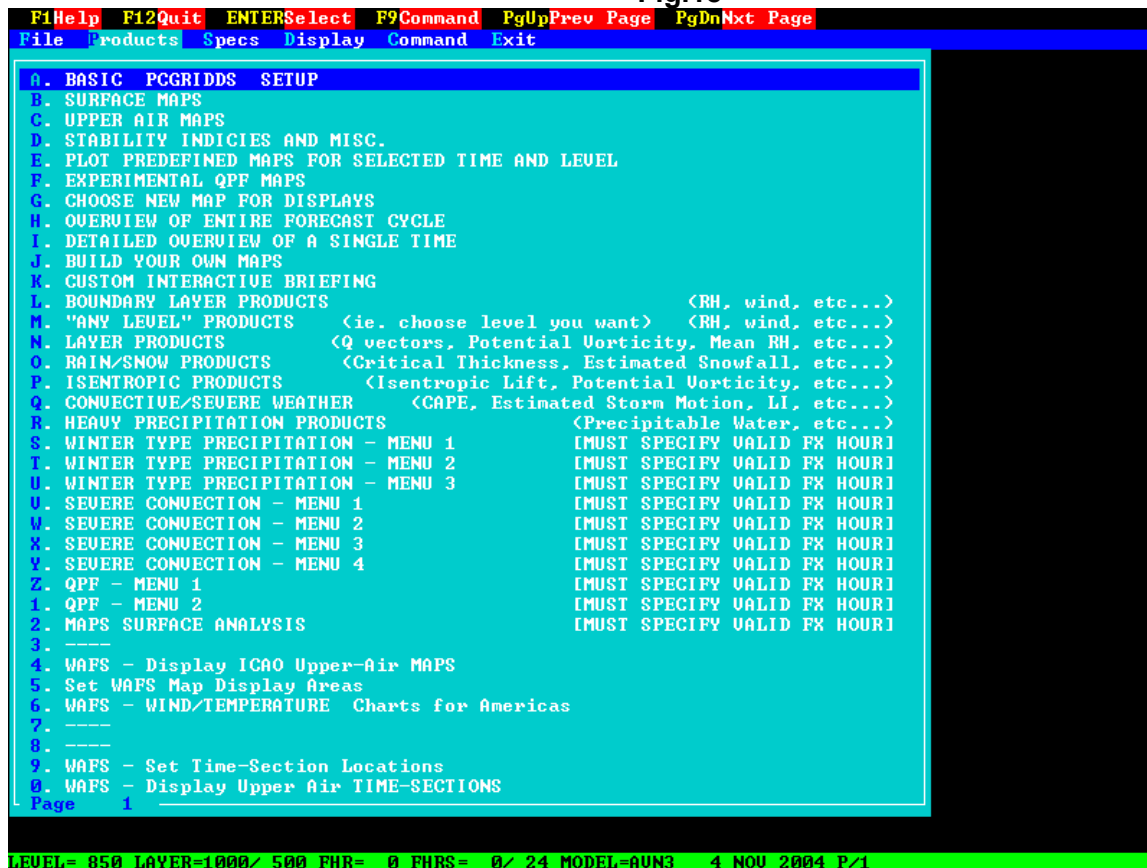 F1Help F12Quit ENTERSelect F9Command PgUpPrev Page PgDnNxt Page
File Products Specs Display Command Exit
A. BASIC PCGRIDDS SETUP
B. SURFACE MAPS
C. UPPER AIR MAPS
D. STABILITY INDICIES AND MISC.
E. PLOT PREDEFINED MAPS FOR SELECTED TIME AND LEVEL
F. EXPERIMENTAL QPF MAPS
G. CHOOSE NEW MAP FOR DISPLAYS
H. OVERVIEW OF ENTIRE FORECAST CYCLE
I. DETAILED OVERVIEW OF A SINGLE TIME
J. BUILD YOUR OWN MAPS
K. CUSTOM INTERACTIVE BRIEFING
L. BOUNDARY LAYER PRODUCTS (RH, wind, etc...)
M. "ANY LEVEL" PRODUCTS (ie. choose level you want) (RH, wind, etc...)
N. LAYER PRODUCTS (Q vectors, Potential Vorticity, Mean RH, etc...)
O. RAIN/SNOW PRODUCTS (Critical Thickness, Estimated Snowfall, etc...)
P. ISENTROPIC PRODUCTS (Isentropic Lift, Potential Vorticity, etc...)
Q. CONVECTIVE/SEVERE WEATHER (CAPE, Estimated Storm Motion, LI, etc...)
R. HEAVY PRECIPITATION PRODUCTS (Precipitable Water, etc...)
S. WINTER TYPE PRECIPITATION - MENU 1 [MUST SPECIFY VALID FX HOUR]
T. WINTER TYPE PRECIPITATION - MENU 2 [MUST SPECIFY VALID FX HOUR]
U. WINTER TYPE PRECIPITATION - MENU 3 [MUST SPECIFY VALID FX HOUR]
V. SEVERE CONVECTION - MENU 1 [MUST SPECIFY VALID FX HOUR]
W. SEVERE CONVECTION - MENU 2 [MUST SPECIFY VALID FX HOUR]
X. SEVERE CONVECTION - MENU 3 [MUST SPECIFY VALID FX HOUR]
Y. SEVERE CONVECTION - MENU 4 [MUST SPECIFY VALID FX HOUR]
Z. QPF - MENU 1 [MUST SPECIFY VALID FX HOUR]
1. QPF - MENU 2 [MUST SPECIFY VALID FX HOUR]
2. MAPS SURFACE ANALYSIS [MUST SPECIFY VALID FX HOUR]
3. ----
4. WAFS - Display ICAO Upper-Air MAPS
5. Set WAFS Map Display Areas
6. WAFS - WIND/TEMPERATURE Charts for Americas
7. ----
8. ----
9. WAFS - Set Time-Section Locations
0. WAFS - Display Upper Air TIME-SECTIONS
Page 1
LEVEL= 850 LAYER=1000/ 500 FHR= 0 FHRS= 0/ 24 MODEL=AVN3 4 NOV 2004 P/1